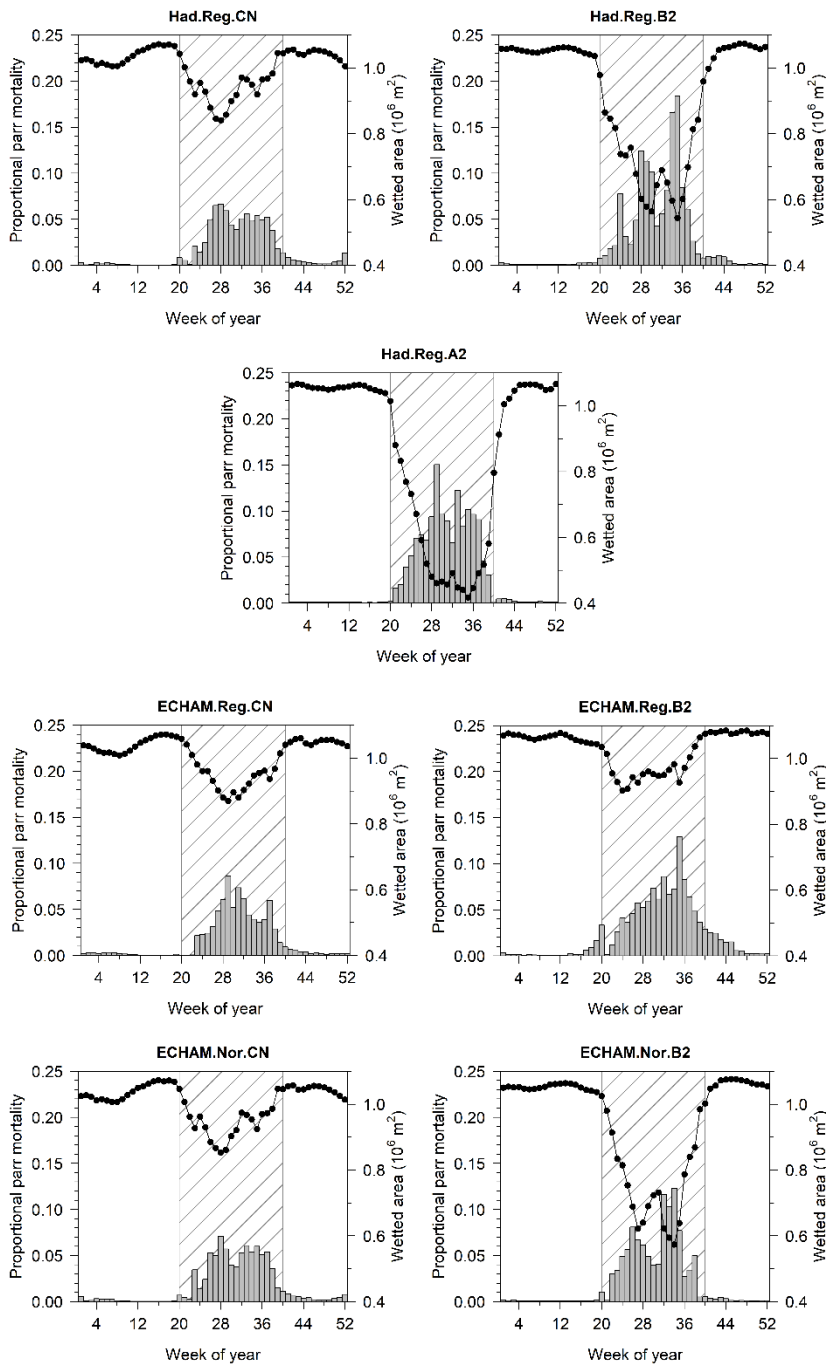 Had.Reg.CN
0.25
0.20
0.15
0.10
0.05
0.00
Proportional parr mortality
1.0
0.8
0.6
0.4
Wetted area (10⁶ m²)
4 12 20 28 36 44 52
Week of year
Had.Reg.B2
0.25
0.20
0.15
0.10
0.05
0.00
Proportional parr mortality
1.0
0.8
0.6
0.4
Wetted area (10⁶ m²)
4 12 20 28 36 44 52
Week of year
Had.Reg.A2
0.25
0.20
0.15
0.10
0.05
0.00
Proportional parr mortality
1.0
0.8
0.6
0.4
Wetted area (10⁶ m²)
4 12 20 28 36 44 52
Week of year
ECHAM.Reg.CN
0.25
0.20
0.15
0.10
0.05
0.00
Proportional parr mortality
1.0
0.8
0.6
0.4
Wetted area (10⁶ m²)
4 12 20 28 36 44 52
Week of year
ECHAM.Reg.B2
0.25
0.20
0.15
0.10
0.05
0.00
Proportional parr mortality
1.0
0.8
0.6
0.4
Wetted area (10⁶ m²)
4 12 20 28 36 44 52
Week of year
ECHAM.Nor.CN
0.25
0.20
0.15
0.10
0.05
0.00
Proportional parr mortality
1.0
0.8
0.6
0.4
Wetted area (10⁶ m²)
4 12 20 28 36 44 52
Week of year
ECHAM.Nor.B2
0.25
0.20
0.15
0.10
0.05
0.00
Proportional parr mortality
1.0
0.8
0.6
0.4
Wetted area (10⁶ m²)
4 12 20 28 36 44 52
Week of year